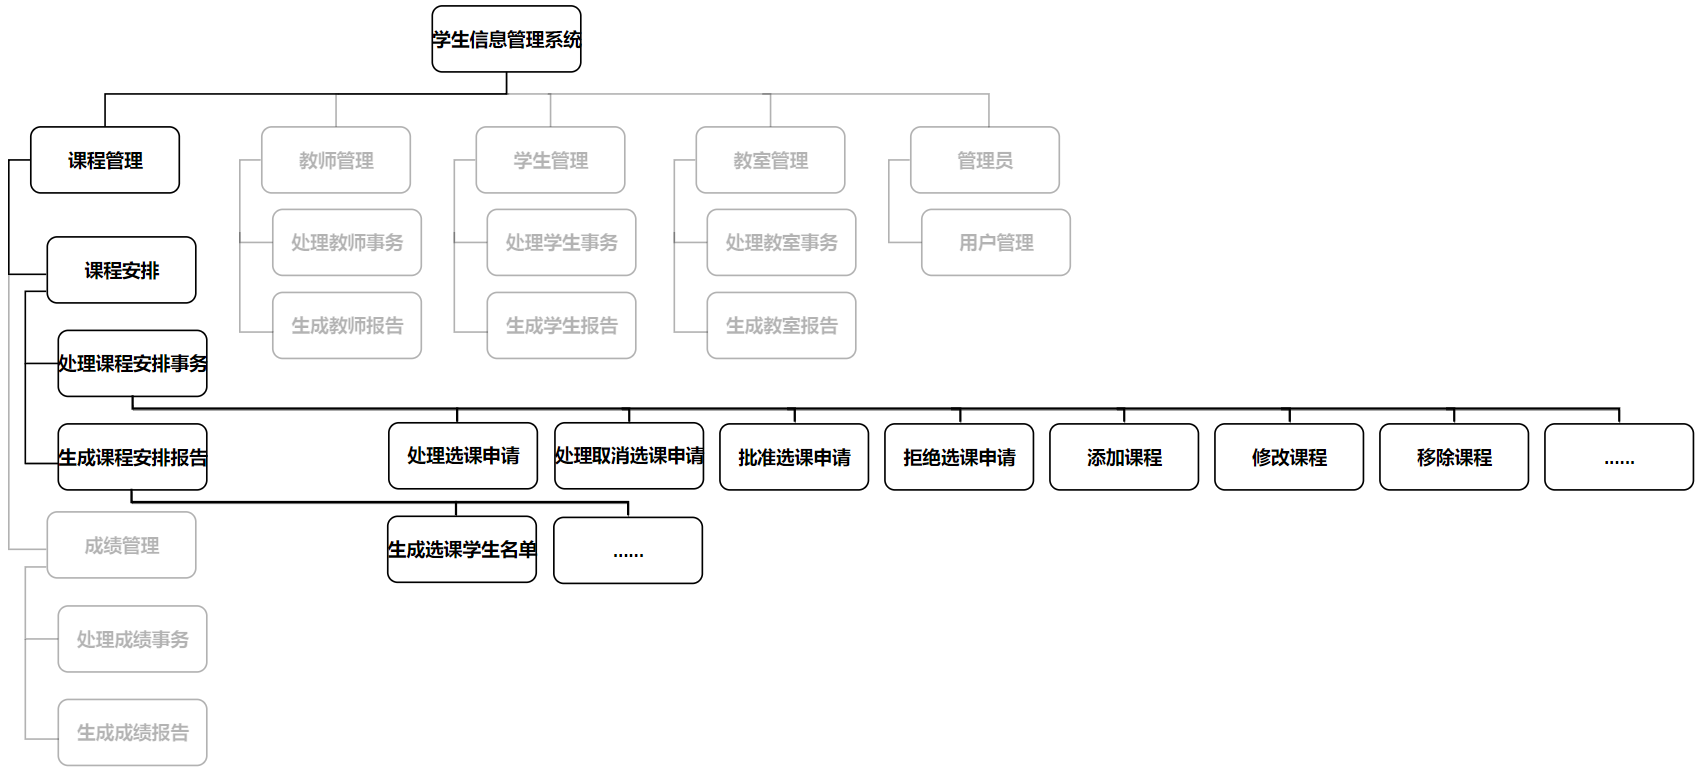 学生信息管理系统
课程管理
教师管理
学生管理
教室管理
管理员
处理教师事务
处理学生事务
处理教室事务
用户管理
课程安排
生成教师报告
生成学生报告
生成教室报告
处理课程安排事务
生成课程安排报告
处理选课申请
处理取消选课申请
批准选课申请
拒绝选课申请
添加课程
修改课程
移除课程
......
成绩管理
生成选课学生名单
......
处理成绩事务
生成成绩报告